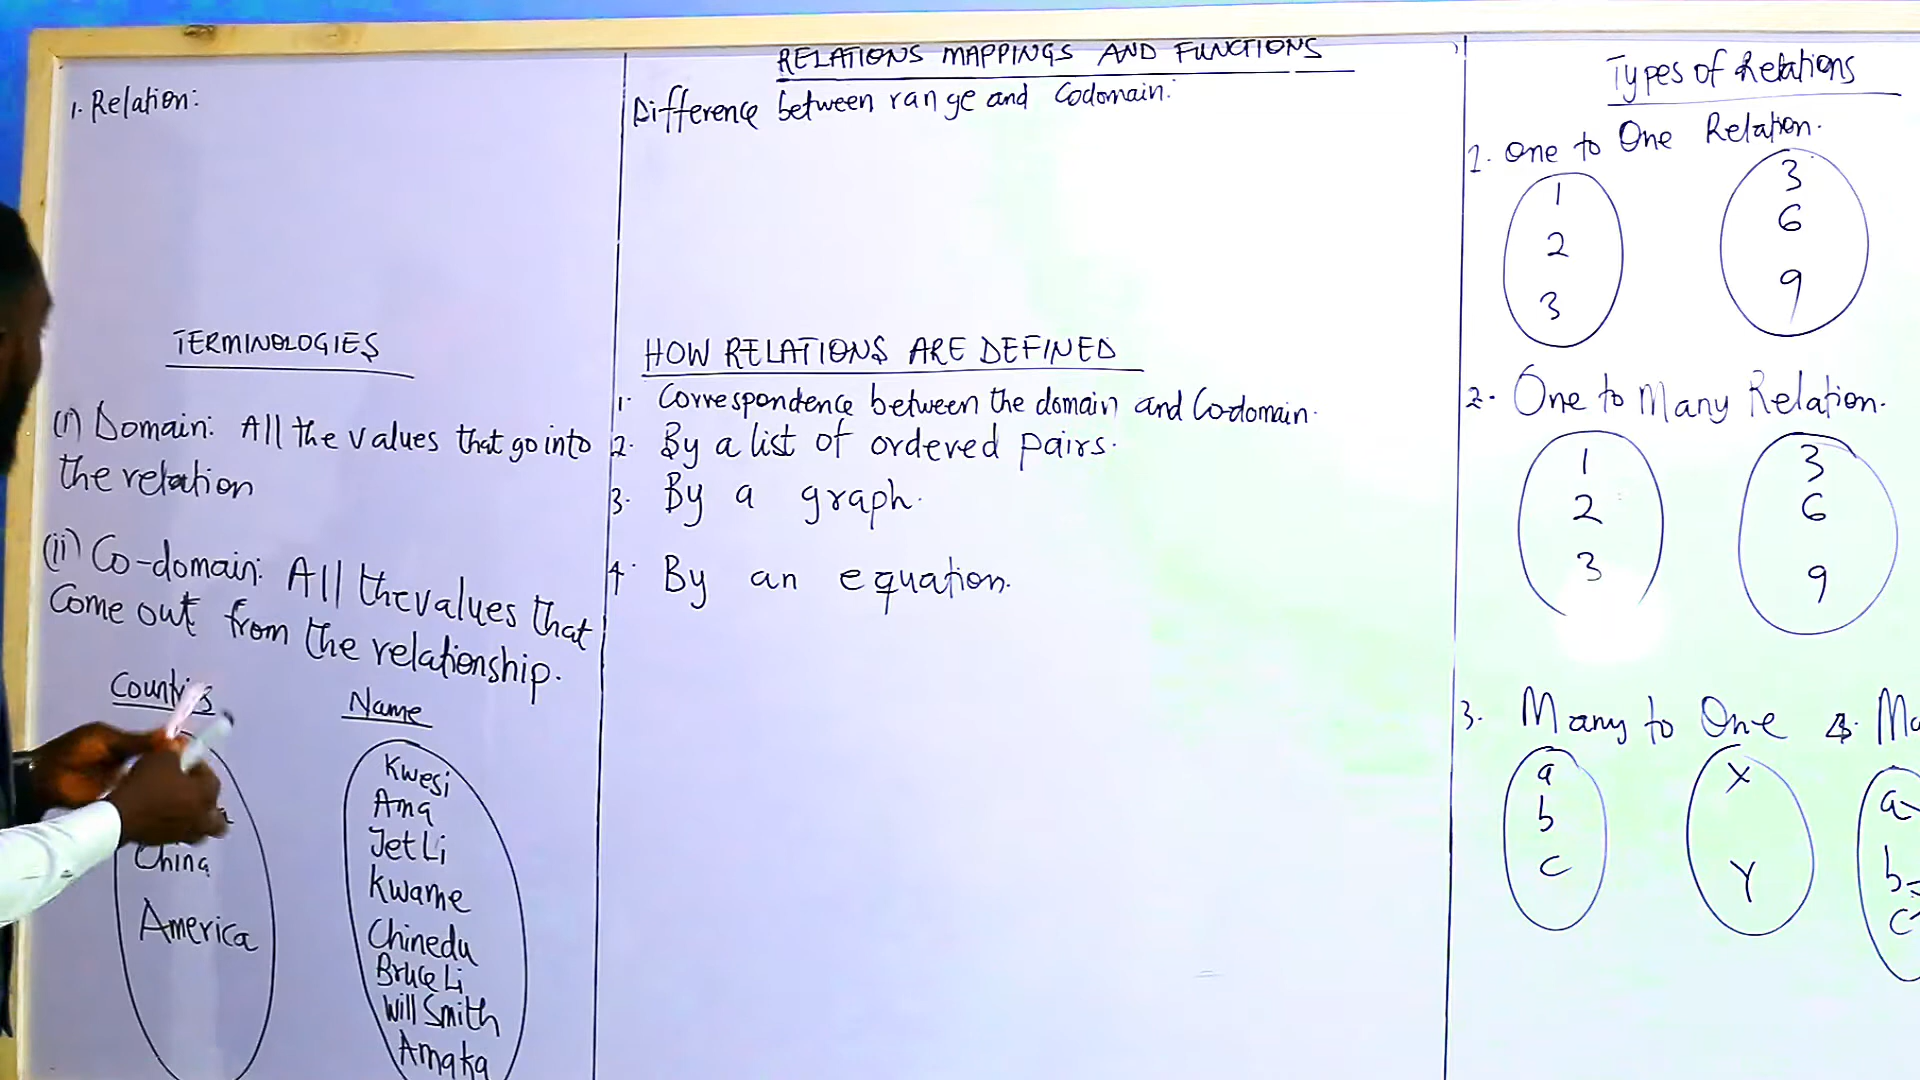 RELATIONS MAPPINGS AND FUNCTIONS
1. Relation:
TERMINOLOGIES
(i) Domain: All the values that go into
the relation
(ii) Co-domain: All the values that
Come out from the relationship.
Name
China
America
Kwesi
Ama
Jet Li
Kwame
Chinedu
Bruce Li
Will Smith
Amaka
Difference between range and Codomain:
HOW RELATIONS ARE DEFINED
1. Correspondence between the domain and Co-domain.
2. By a list of ordered pairs.
3. By a graph.
4. By an equation.
Types of Relations
1. One to One Relation.
1
2
3
3
6
9
2. One to Many Relation.
1
2
3
3
6
9
3. Many to One
a
b
c
X
Y
a
b
c